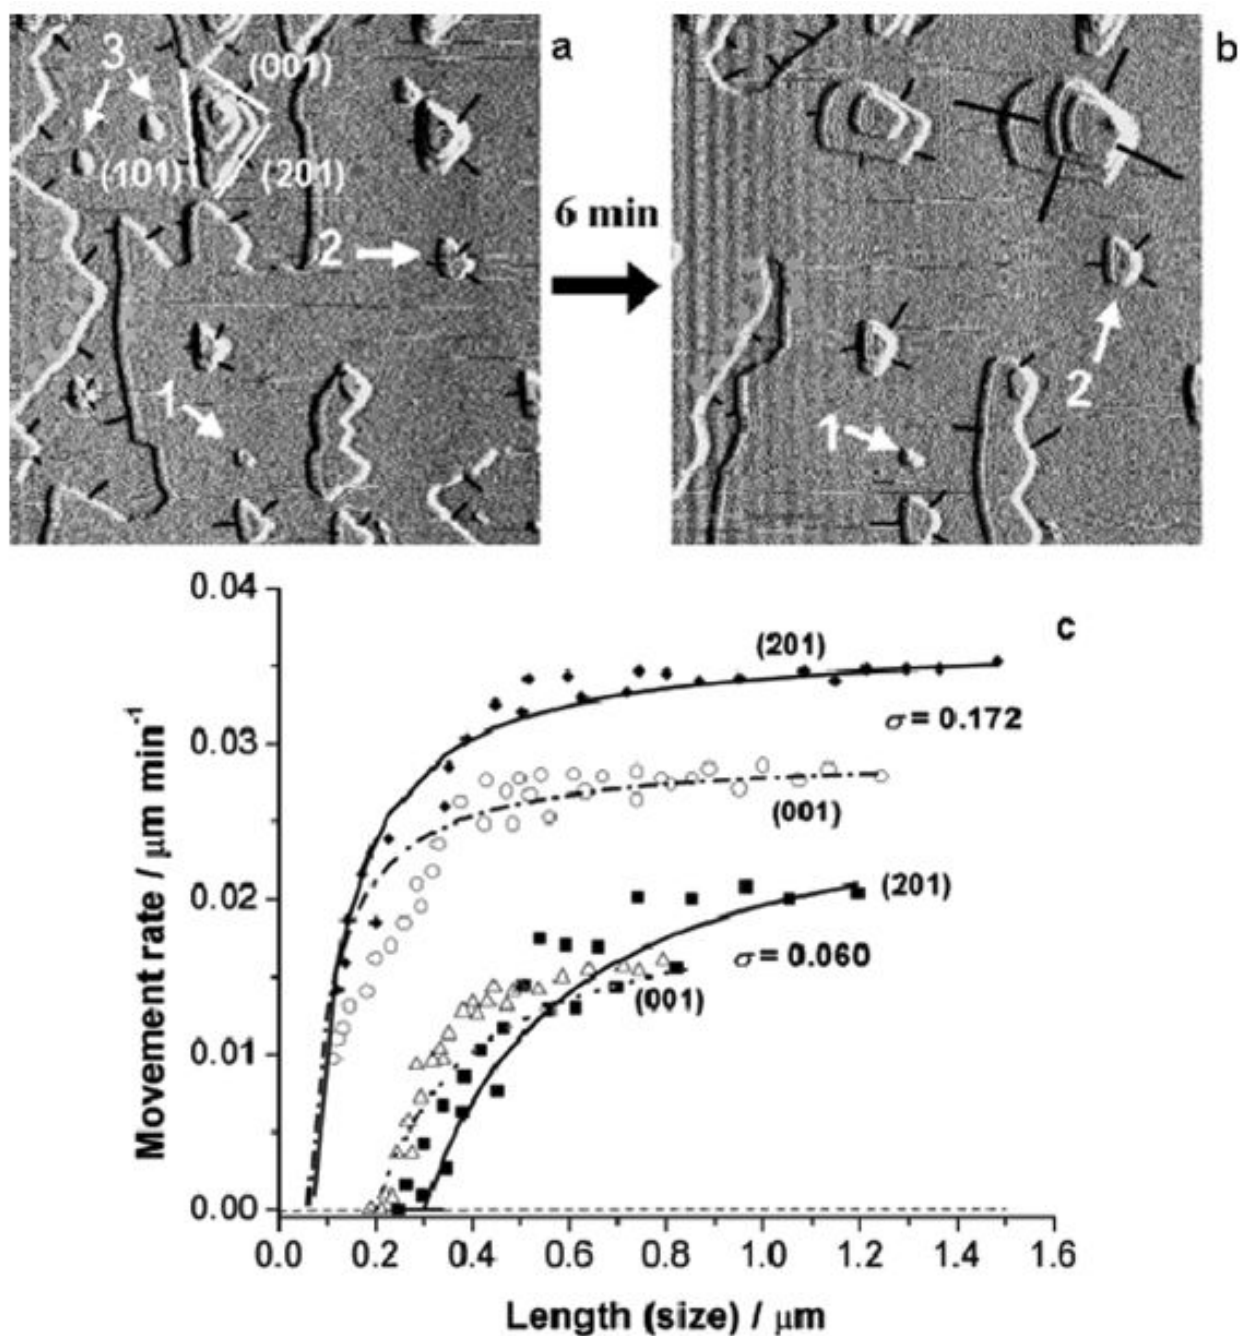 a
b
3
(001)
(101)
(201)
2
1
6 min
2
1
c
Movement rate / μm min⁻¹
0.04
0.03
0.02
0.01
0.00
(201)
σ = 0.172
(001)
(201)
σ = 0.060
(001)
0.0 0.2 0.4 0.6 0.8 1.0 1.2 1.4 1.6
Length (size) / μm